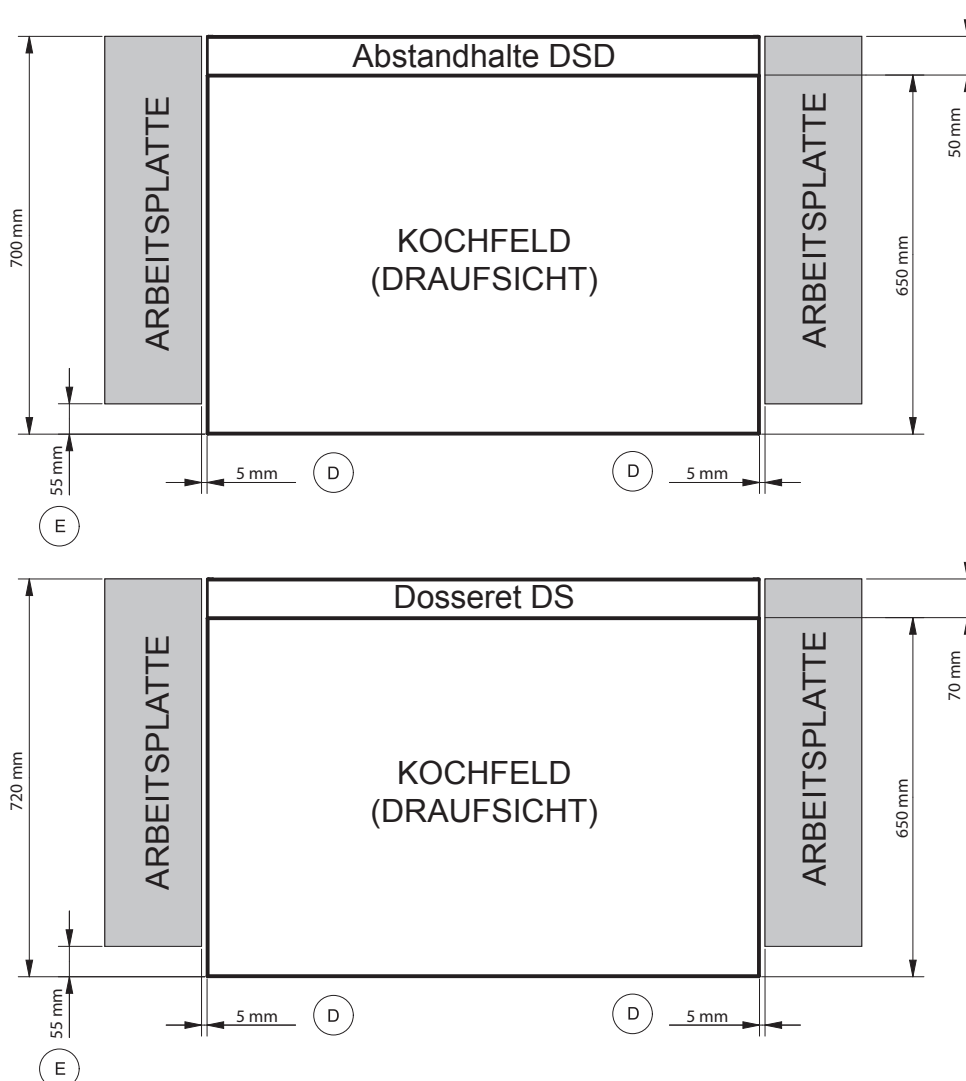 Abstandhalte DSD
ARBEITSPLATTE
KOCHFELD
(DRAUFSICHT)
ARBEITSPLATTE
700 mm
50 mm
650 mm
55 mm
E
5 mm
D
D
5 mm
Dosseret DS
ARBEITSPLATTE
KOCHFELD
(DRAUFSICHT)
ARBEITSPLATTE
720 mm
70 mm
650 mm
55 mm
E
5 mm
D
D
5 mm